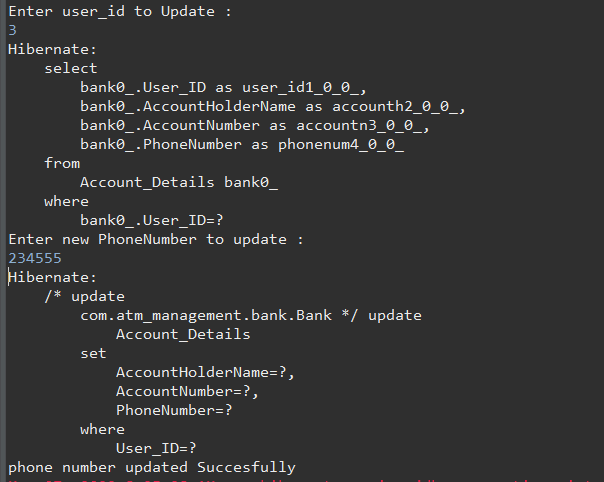 Enter user_id to Update :
3
Hibernate:
    select
        bank0_.User_ID as user_id1_0_0_,
        bank0_.AccountHolderName as accounth2_0_0_,
        bank0_.AccountNumber as accountn3_0_0_,
        bank0_.PhoneNumber as phonenum4_0_0_
    from
        Account_Details bank0_
    where
        bank0_.User_ID=?
Enter new PhoneNumber to update :
234555
Hibernate:
    /* update
        com.atm_management.bank.Bank */ update
            Account_Details
        set
            AccountHolderName=?,
            AccountNumber=?,
            PhoneNumber=?
        where
            User_ID=?
phone number updated Succesfully